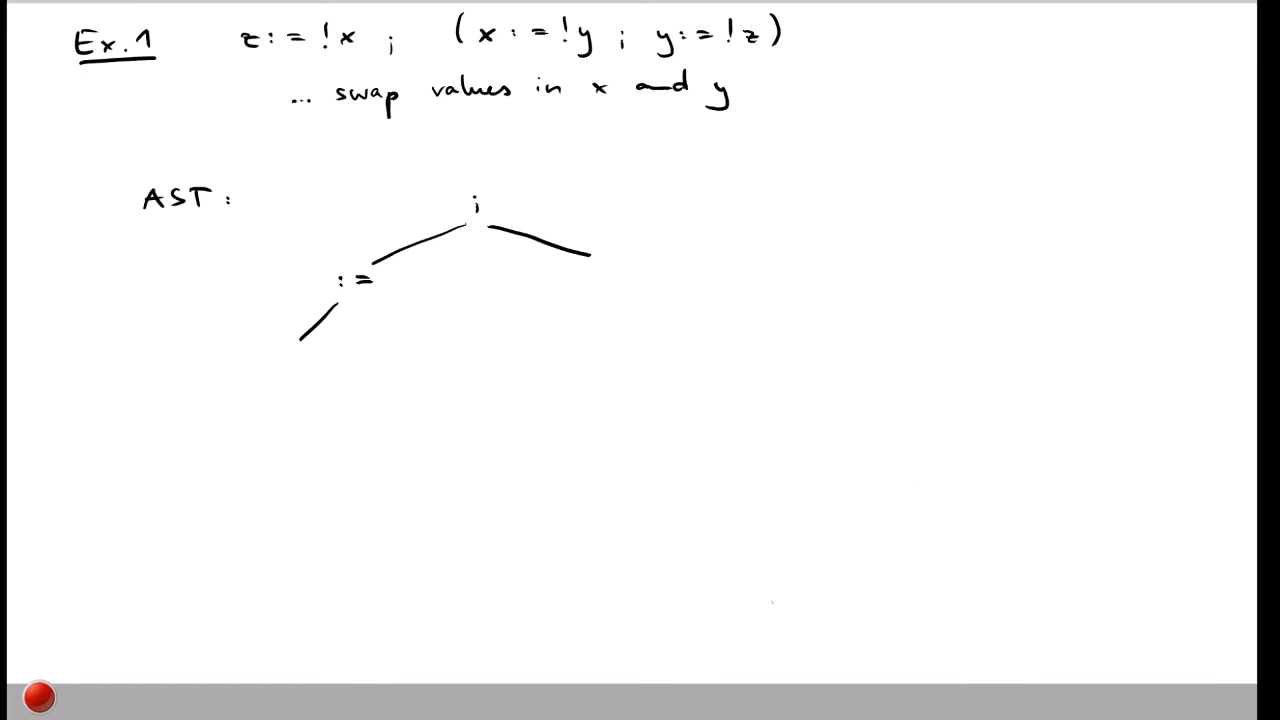 Ex. 1 z := !x ; (x := !y ; y := !z)
... swap values in x and y
AST: ;
:=